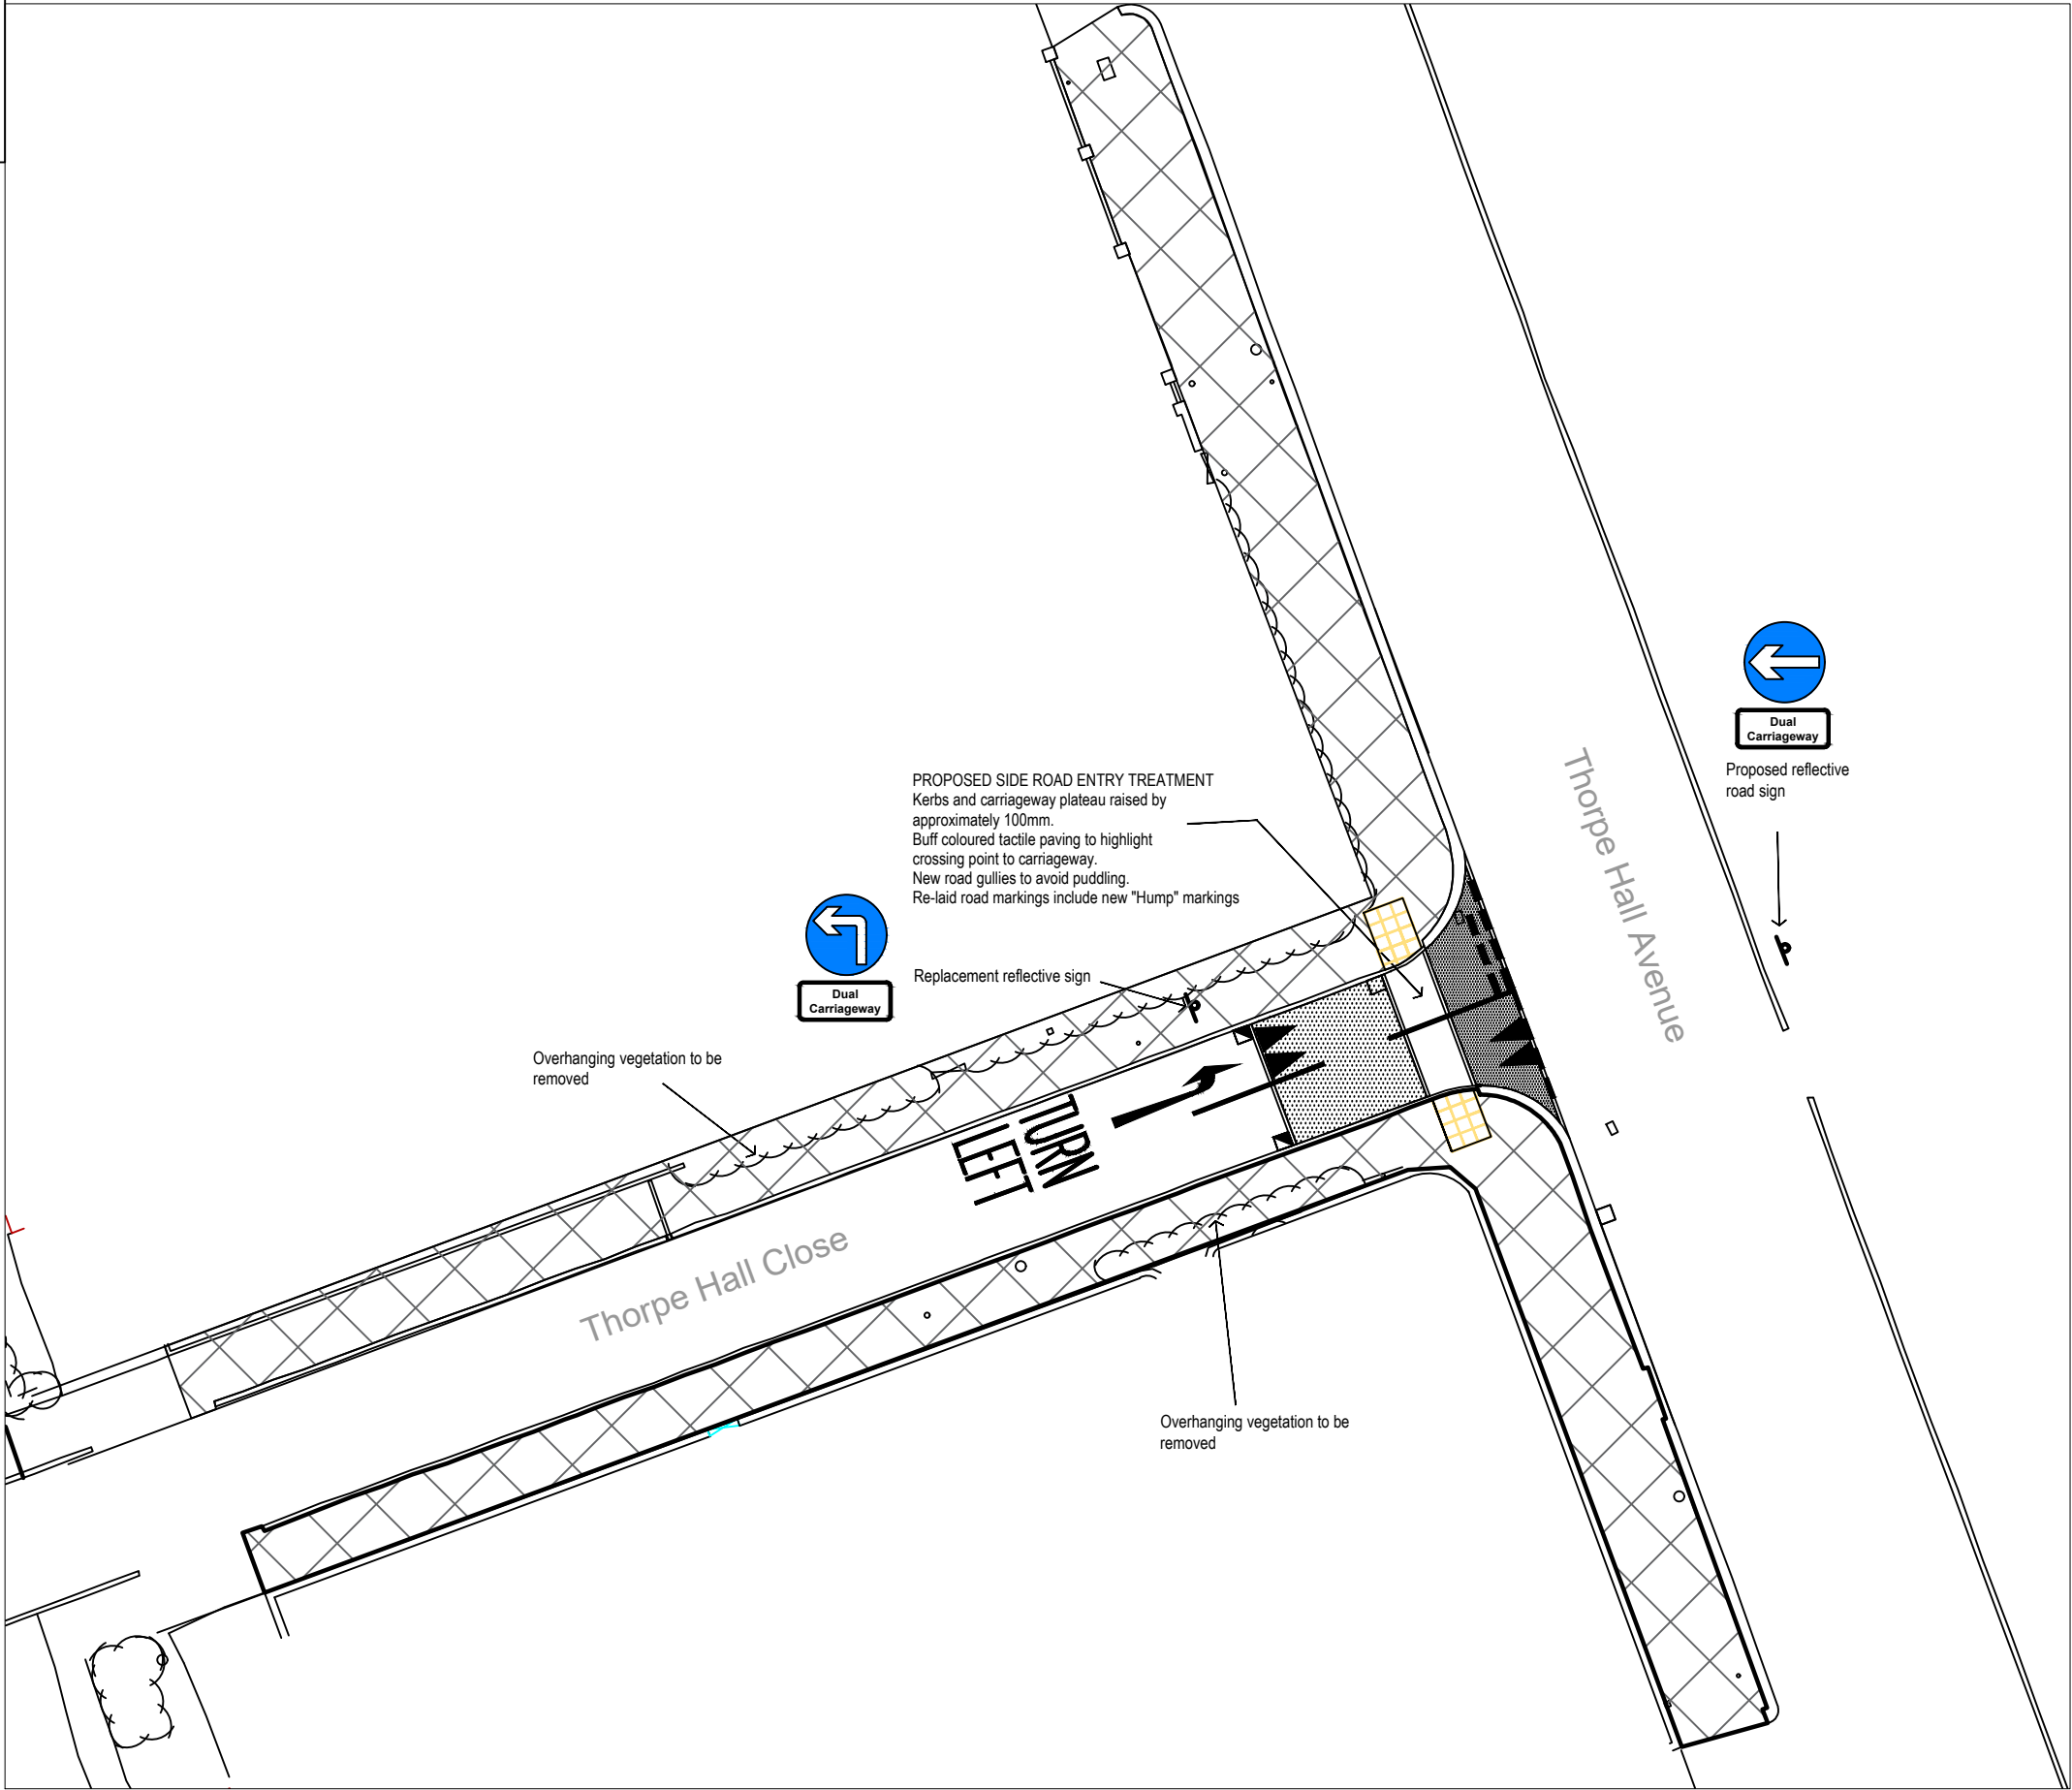 Dual
Carriageway
Proposed reflective
road sign
Thorpe Hall Avenue
PROPOSED SIDE ROAD ENTRY TREATMENT
Kerbs and carriageway plateau raised by
approximately 100mm.
Buff coloured tactile paving to highlight
crossing point to carriageway.
New road gullies to avoid puddling.
Re-laid road markings include new "Hump" markings
Dual
Carriageway
Replacement reflective sign
Overhanging vegetation to be
removed
TURN
LEFT
Thorpe Hall Close
Overhanging vegetation to be
removed